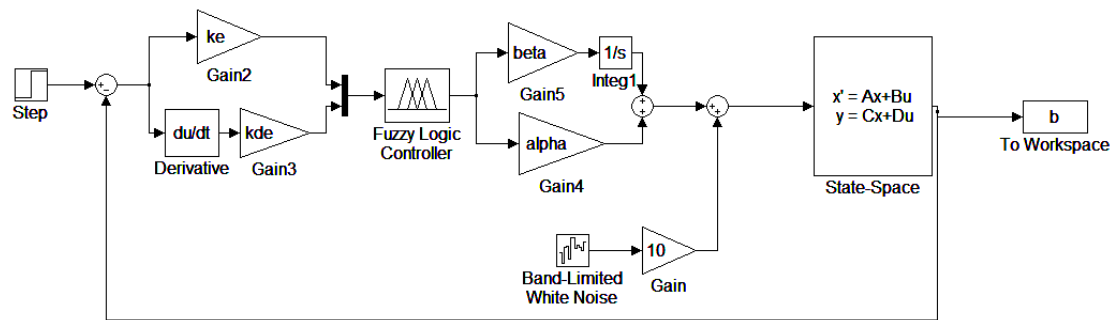 Step
ke
Gain2
du/dt
Derivative
kde
Gain3
Fuzzy Logic
Controller
beta
Gain5
1/s
Integ1
alpha
Gain4
Band-Limited
White Noise
10
Gain
x' = Ax+Bu
y = Cx+Du
State-Space
b
To Workspace